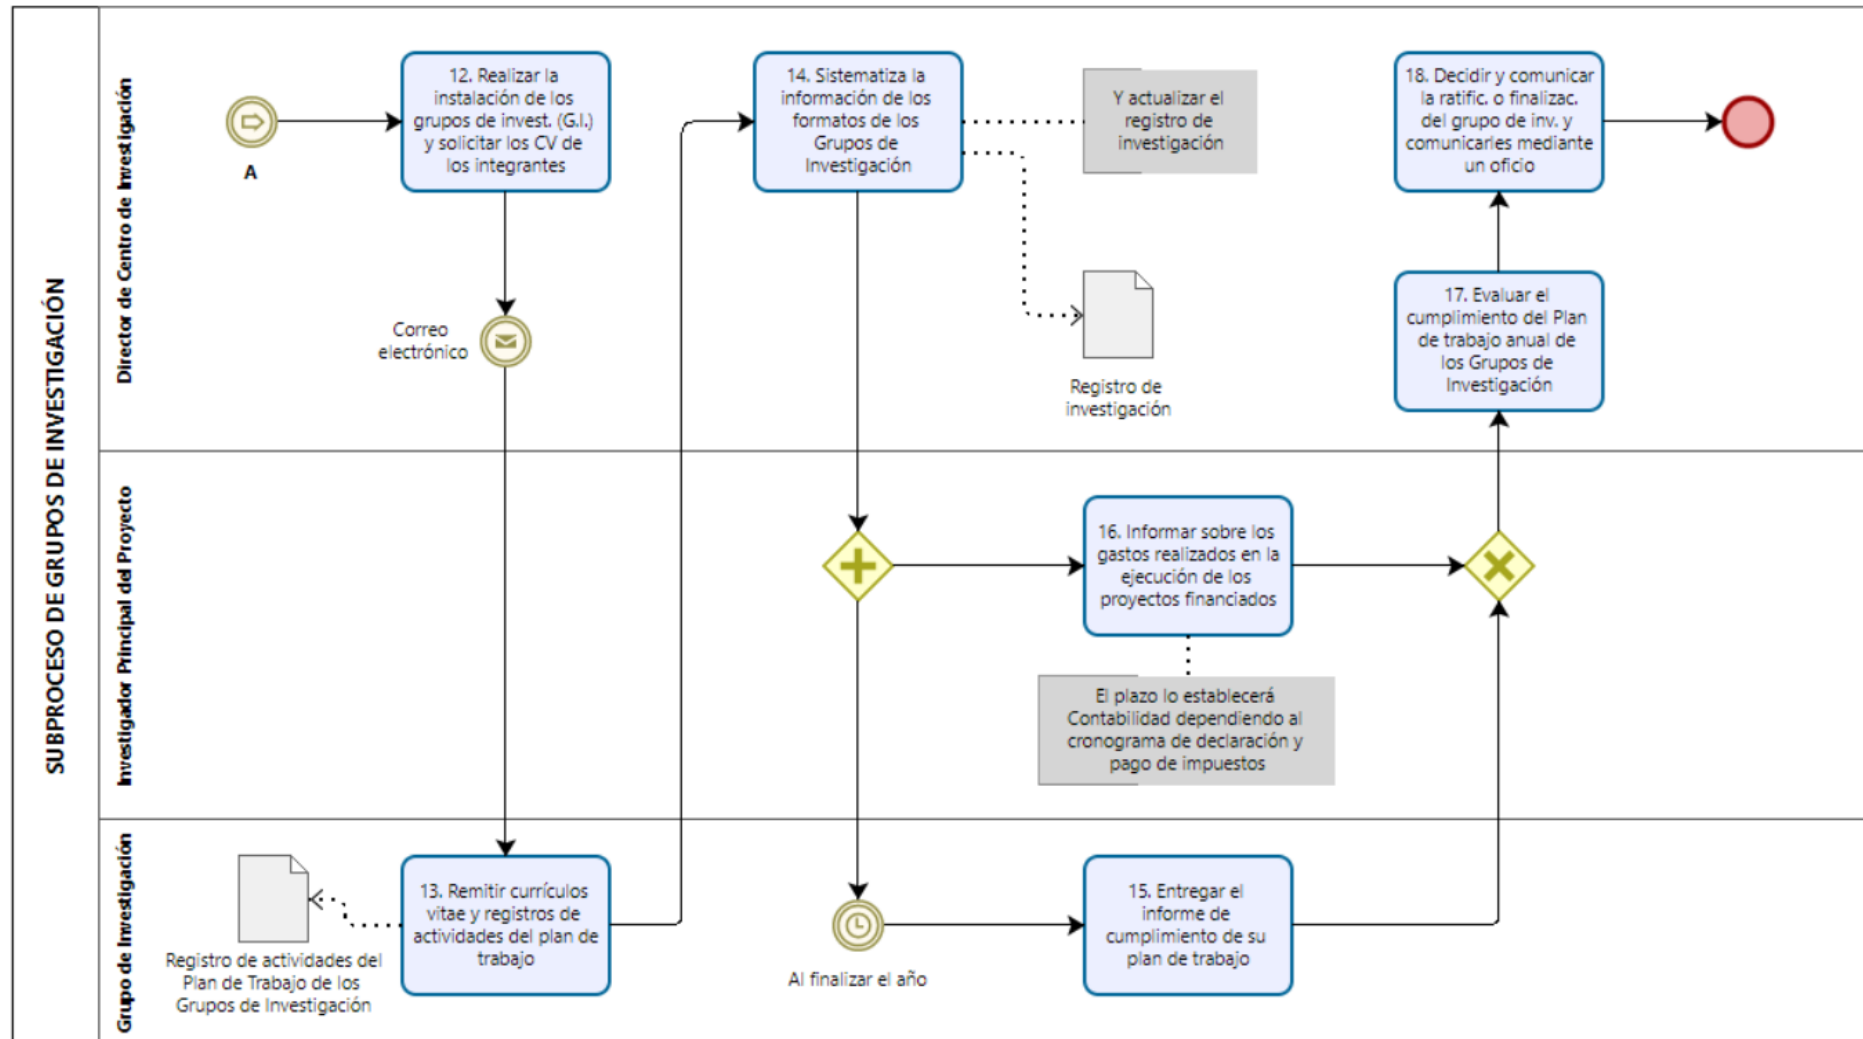 SUBPROCESO DE GRUPOS DE INVESTIGACIÓN
Director de Centro de Investigación
A
12. Realizar la
instalación de los
grupos de invest. (G.I.)
y solicitar los CV de
los integrantes
Correo
electrónico
14. Sistematiza la
información de los
formatos de los
Grupos de
Investigación
Y actualizar el
registro de
investigación
Registro de
investigación
18. Decidir y comunicar
la ratific. o finalizac.
del grupo de inv. y
comunicarles mediante
un oficio
17. Evaluar el
cumplimiento del Plan
de trabajo anual de
los Grupos de
Investigación
Investigador Principal del Proyecto
16. Informar sobre los
gastos realizados en la
ejecución de los
proyectos financiados
El plazo lo establecerá
Contabilidad dependiendo al
cronograma de declaración y
pago de impuestos
Grupo de Investigación
Registro de actividades del
Plan de Trabajo de los
Grupos de Investigación
13. Remitir currículos
vitae y registros de
actividades del plan de
trabajo
Al finalizar el año
15. Entregar el
informe de
cumplimiento de su
plan de trabajo